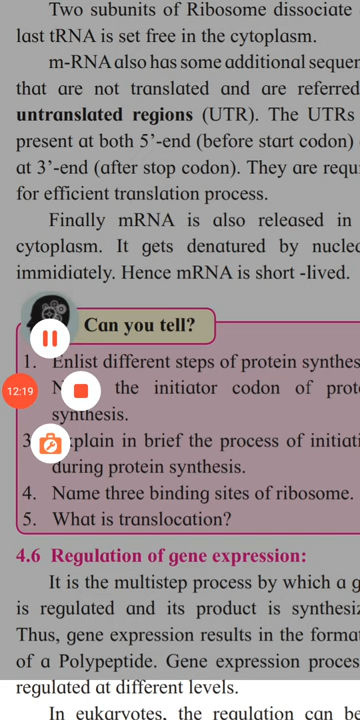 Two subunits of Ribosome dissociate
last tRNA is set free in the cytoplasm.
m-RNA also has some additional sequen
that are not translated and are referred
untranslated regions (UTR). The UTRs
present at both 5’-end (before start codon)
at 3’-end (after stop codon). They are requ
for efficient translation process.
Finally mRNA is also released in
cytoplasm. It gets denatured by nucle
immidiately. Hence mRNA is short -lived.
Can you tell?
1. Enlist different steps of protein synthes
12:19
the initiator codon of prot
synthesis.
3 xplain in brief the process of initiati
during protein synthesis.
4. Name three binding sites of ribosome.
5. What is translocation?
4.6 Regulation of gene expression:
It is the multistep process by which a g
is regulated and its product is synthesiz
Thus, gene expression results in the forma
of a Polypeptide. Gene expression proces
regulated at different levels.
In eukaryotes, the regulation can be